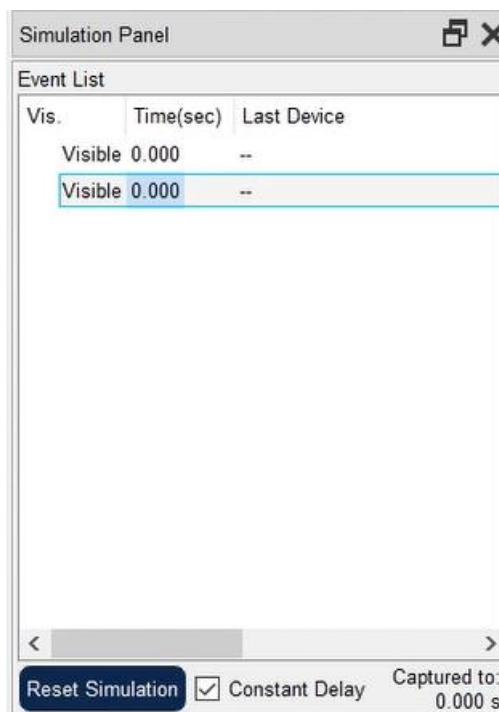 Simulation Panel
Event List
Vis. Time(sec) Last Device
Visible 0.000 --
Visible 0.000 --
Reset Simulation Constant Delay Captured to:
0.000 s